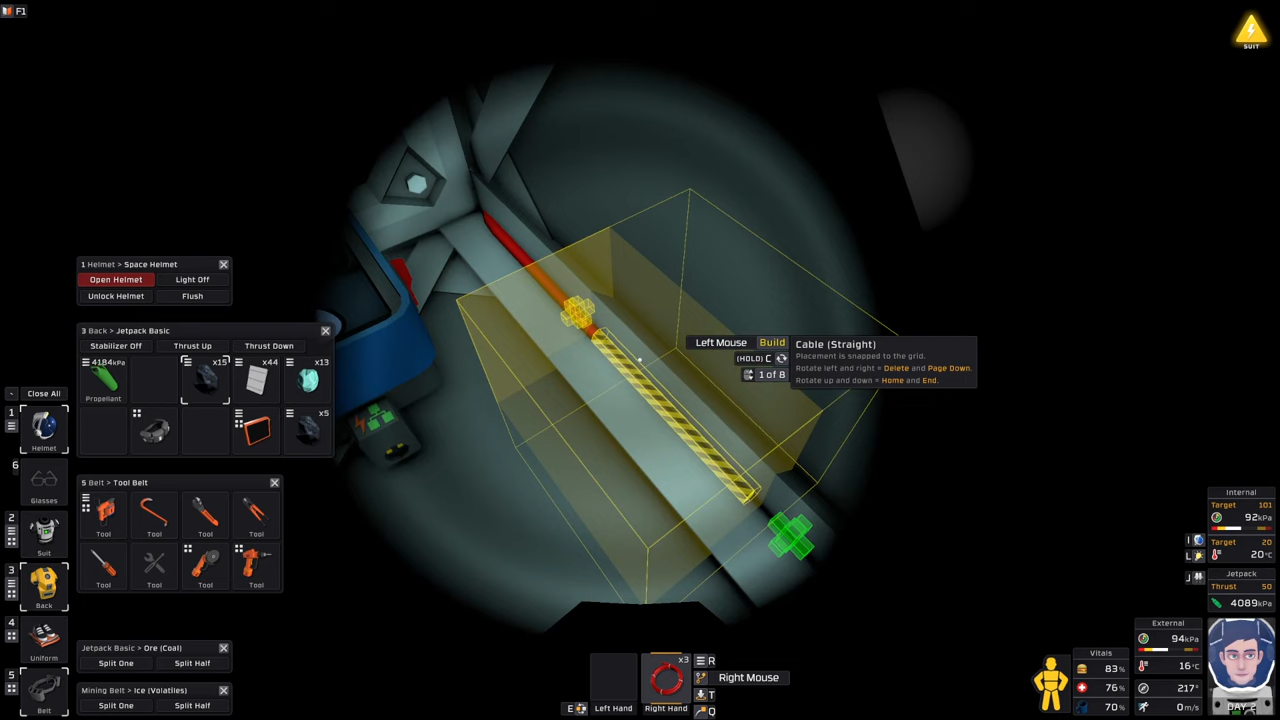 F1
SUIT
1 Helmet > Space Helmet
Open Helmet
Light Off
Unlock Helmet
Flush
3 Back > Jetpack Basic
Stabilizer Off
Thrust Up
Thrust Down
4184kPa
Propellant
x15
x44
x13
x5
Close All
1
Helmet
6
Glasses
2
Suit
3
Back
4
Uniform
5
Belt
5 Belt > Tool Belt
Tool
Tool
Tool
Tool
Tool
Tool
Tool
Tool
Jetpack Basic > Ore (Coal)
Split One
Split Half
Mining Belt > Ice (Volatiles)
Split One
Split Half
Left Mouse
Build
(HOLD) C
1 of 8
Cable (Straight)
Placement is snapped to the grid.
Rotate left and right = Delete and Page Down.
Rotate up and down = Home and End.
E
Left Hand
x3
Right Hand
R
Right Mouse
T
Q
Internal
Target 101
92kPa
Target 20
20°C
I
L
J
Jetpack
Thrust 50
4089kPa
External
94kPa
16°C
217°
0m/s
Vitals
83%
76%
70%
DAY 2